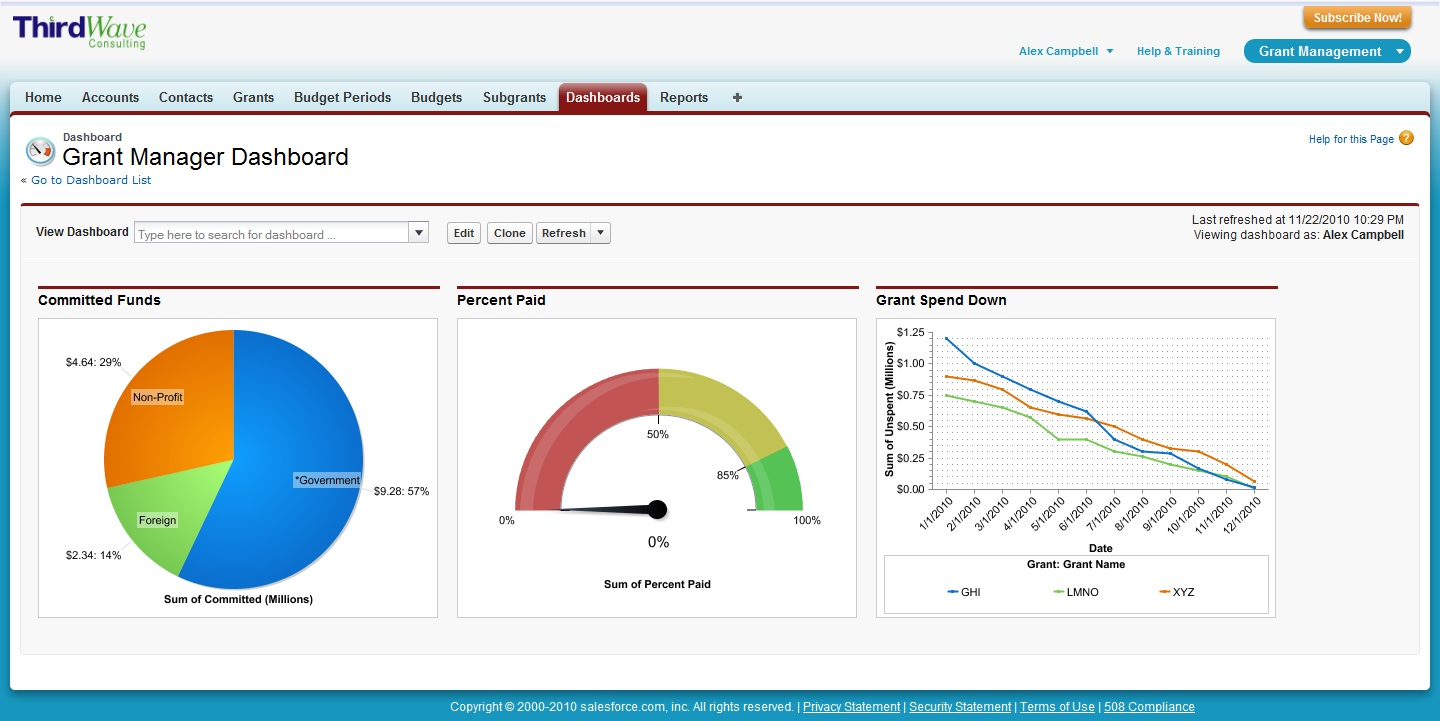 ThirdWave
Consulting
Subscribe Now!
Alex Campbell
Help & Training
Grant Management
Home Accounts Contacts Grants Budget Periods Budgets Subgrants Dashboards Reports +
Dashboard
Grant Manager Dashboard
« Go to Dashboard List
Help for this Page ?
View Dashboard Type here to search for dashboard ... Edit Clone Refresh
Last refreshed at 11/22/2010 10:29 PM
Viewing dashboard as: Alex Campbell
Committed Funds
$4.64: 29%
Non-Profit
*Government
$9.28: 57%
Foreign
$2.34: 14%
Sum of Committed (Millions)
Percent Paid
50%
85%
0%
100%
0%
Sum of Percent Paid
Grant Spend Down
Sum of Unspent (Millions)
$1.25
$1.00
$0.75
$0.50
$0.25
$0.00
1/1/2010 2/1/2010 3/1/2010 4/1/2010 5/1/2010 6/1/2010 7/1/2010 8/1/2010 9/1/2010 10/1/2010 11/1/2010 12/1/2010
Date
Grant: Grant Name
GHI LMNO XYZ
Copyright © 2000-2010 salesforce.com, inc. All rights reserved. | Privacy Statement | Security Statement | Terms of Use | 508 Compliance